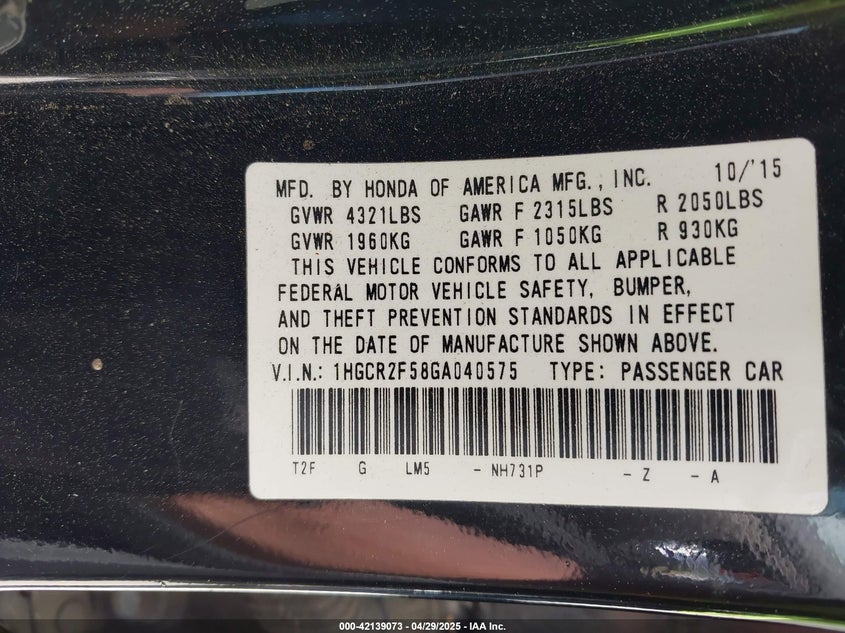 MFD. BY HONDA OF AMERICA MFG., INC. 10/'15
GVWR 4321LBS GAWR F 2315LBS R 2050LBS
GVWR 1960KG GAWR F 1050KG R 930KG
THIS VEHICLE CONFORMS TO ALL APPLICABLE
FEDERAL MOTOR VEHICLE SAFETY, BUMPER,
AND THEFT PREVENTION STANDARDS IN EFFECT
ON THE DATE OF MANUFACTURE SHOWN ABOVE.
V.I.N.: 1HGCR2F58GA040575 TYPE: PASSENGER CAR
T2F G LM5 - NH731P - Z - A
000-42139073 - 04/29/2025 - IAA Inc.